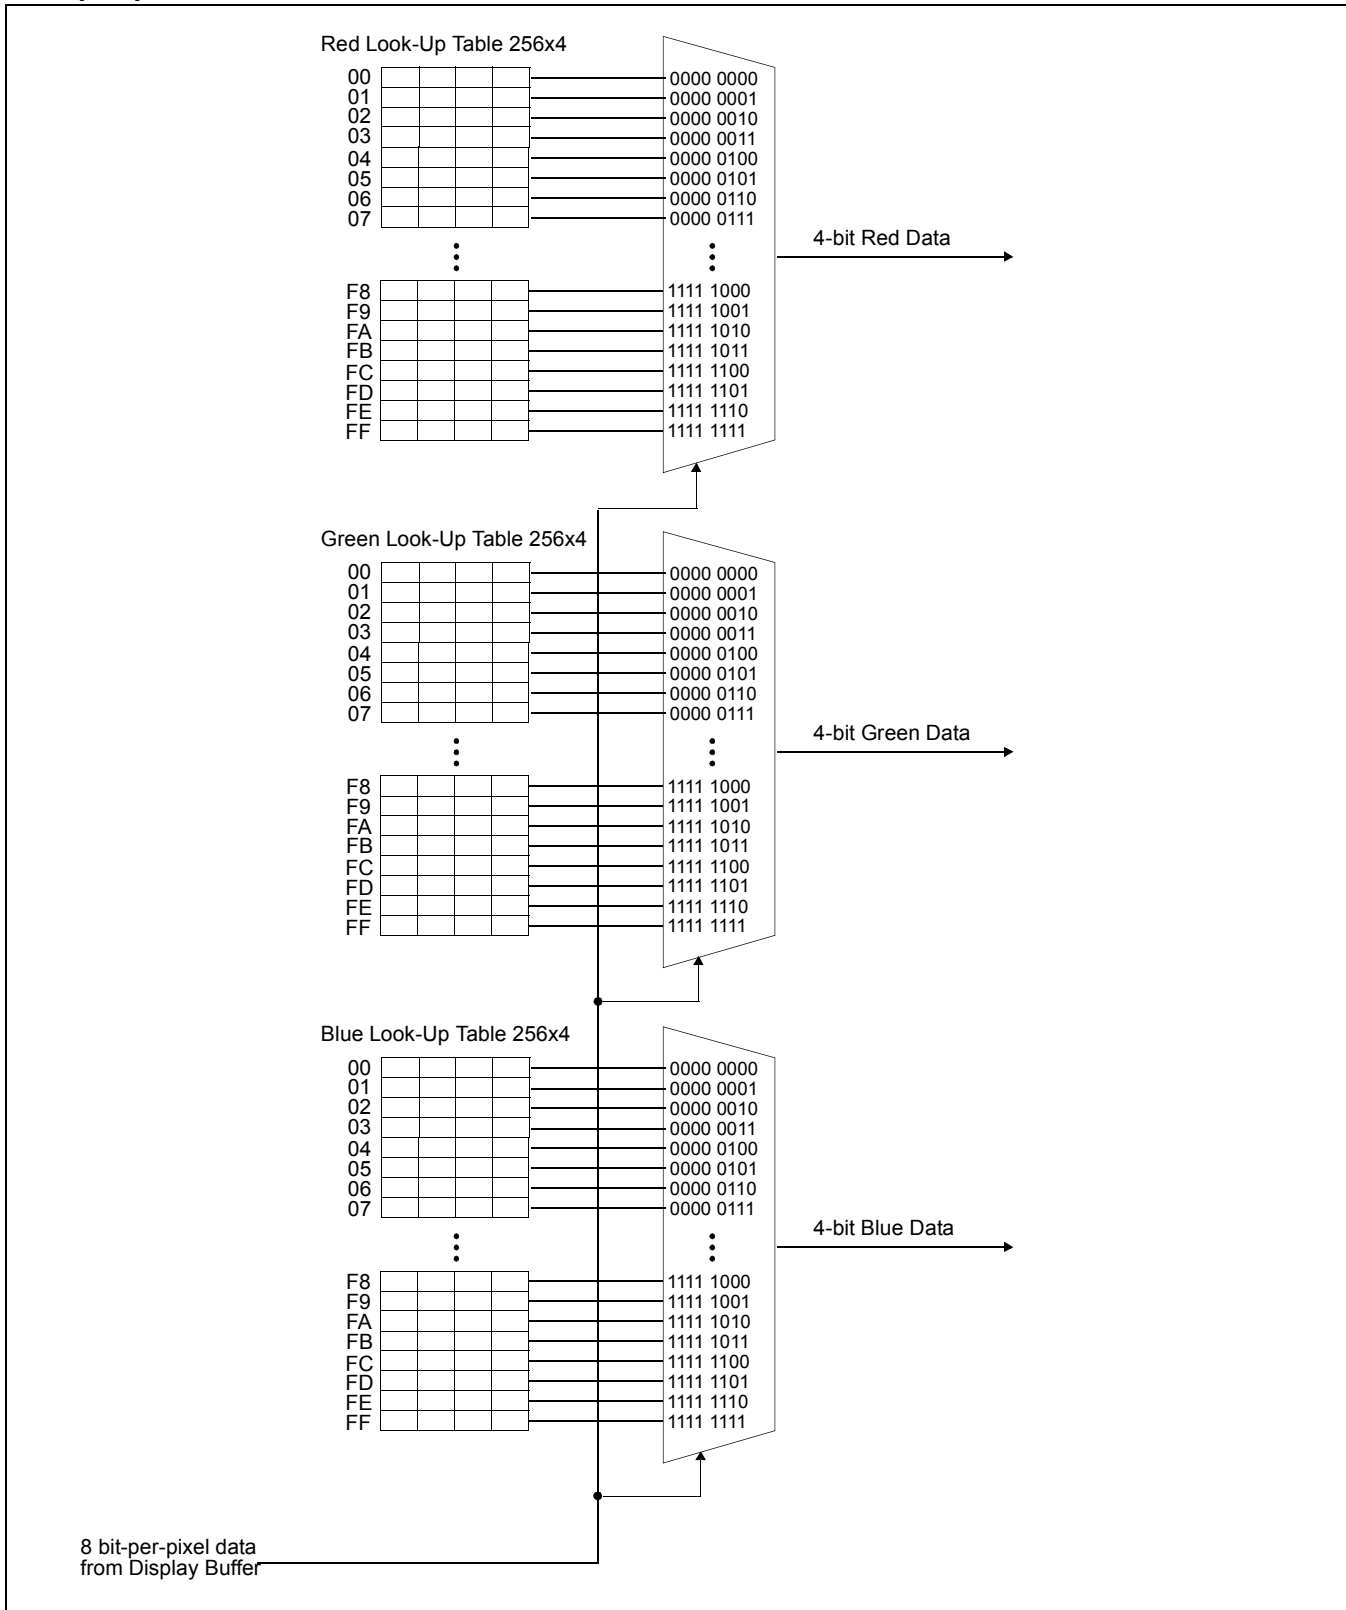 Red Look-Up Table 256x4
00 0000 0000
01 0000 0001
02 0000 0010
03 0000 0011
04 0000 0100
05 0000 0101
06 0000 0110
07 0000 0111
4-bit Red Data
F8 1111 1000
F9 1111 1001
FA 1111 1010
FB 1111 1011
FC 1111 1100
FD 1111 1101
FE 1111 1110
FF 1111 1111
Green Look-Up Table 256x4
00 0000 0000
01 0000 0001
02 0000 0010
03 0000 0011
04 0000 0100
05 0000 0101
06 0000 0110
07 0000 0111
4-bit Green Data
F8 1111 1000
F9 1111 1001
FA 1111 1010
FB 1111 1011
FC 1111 1100
FD 1111 1101
FE 1111 1110
FF 1111 1111
Blue Look-Up Table 256x4
00 0000 0000
01 0000 0001
02 0000 0010
03 0000 0011
04 0000 0100
05 0000 0101
06 0000 0110
07 0000 0111
4-bit Blue Data
F8 1111 1000
F9 1111 1001
FA 1111 1010
FB 1111 1011
FC 1111 1100
FD 1111 1101
FE 1111 1110
FF 1111 1111
8 bit-per-pixel data
from Display Buffer